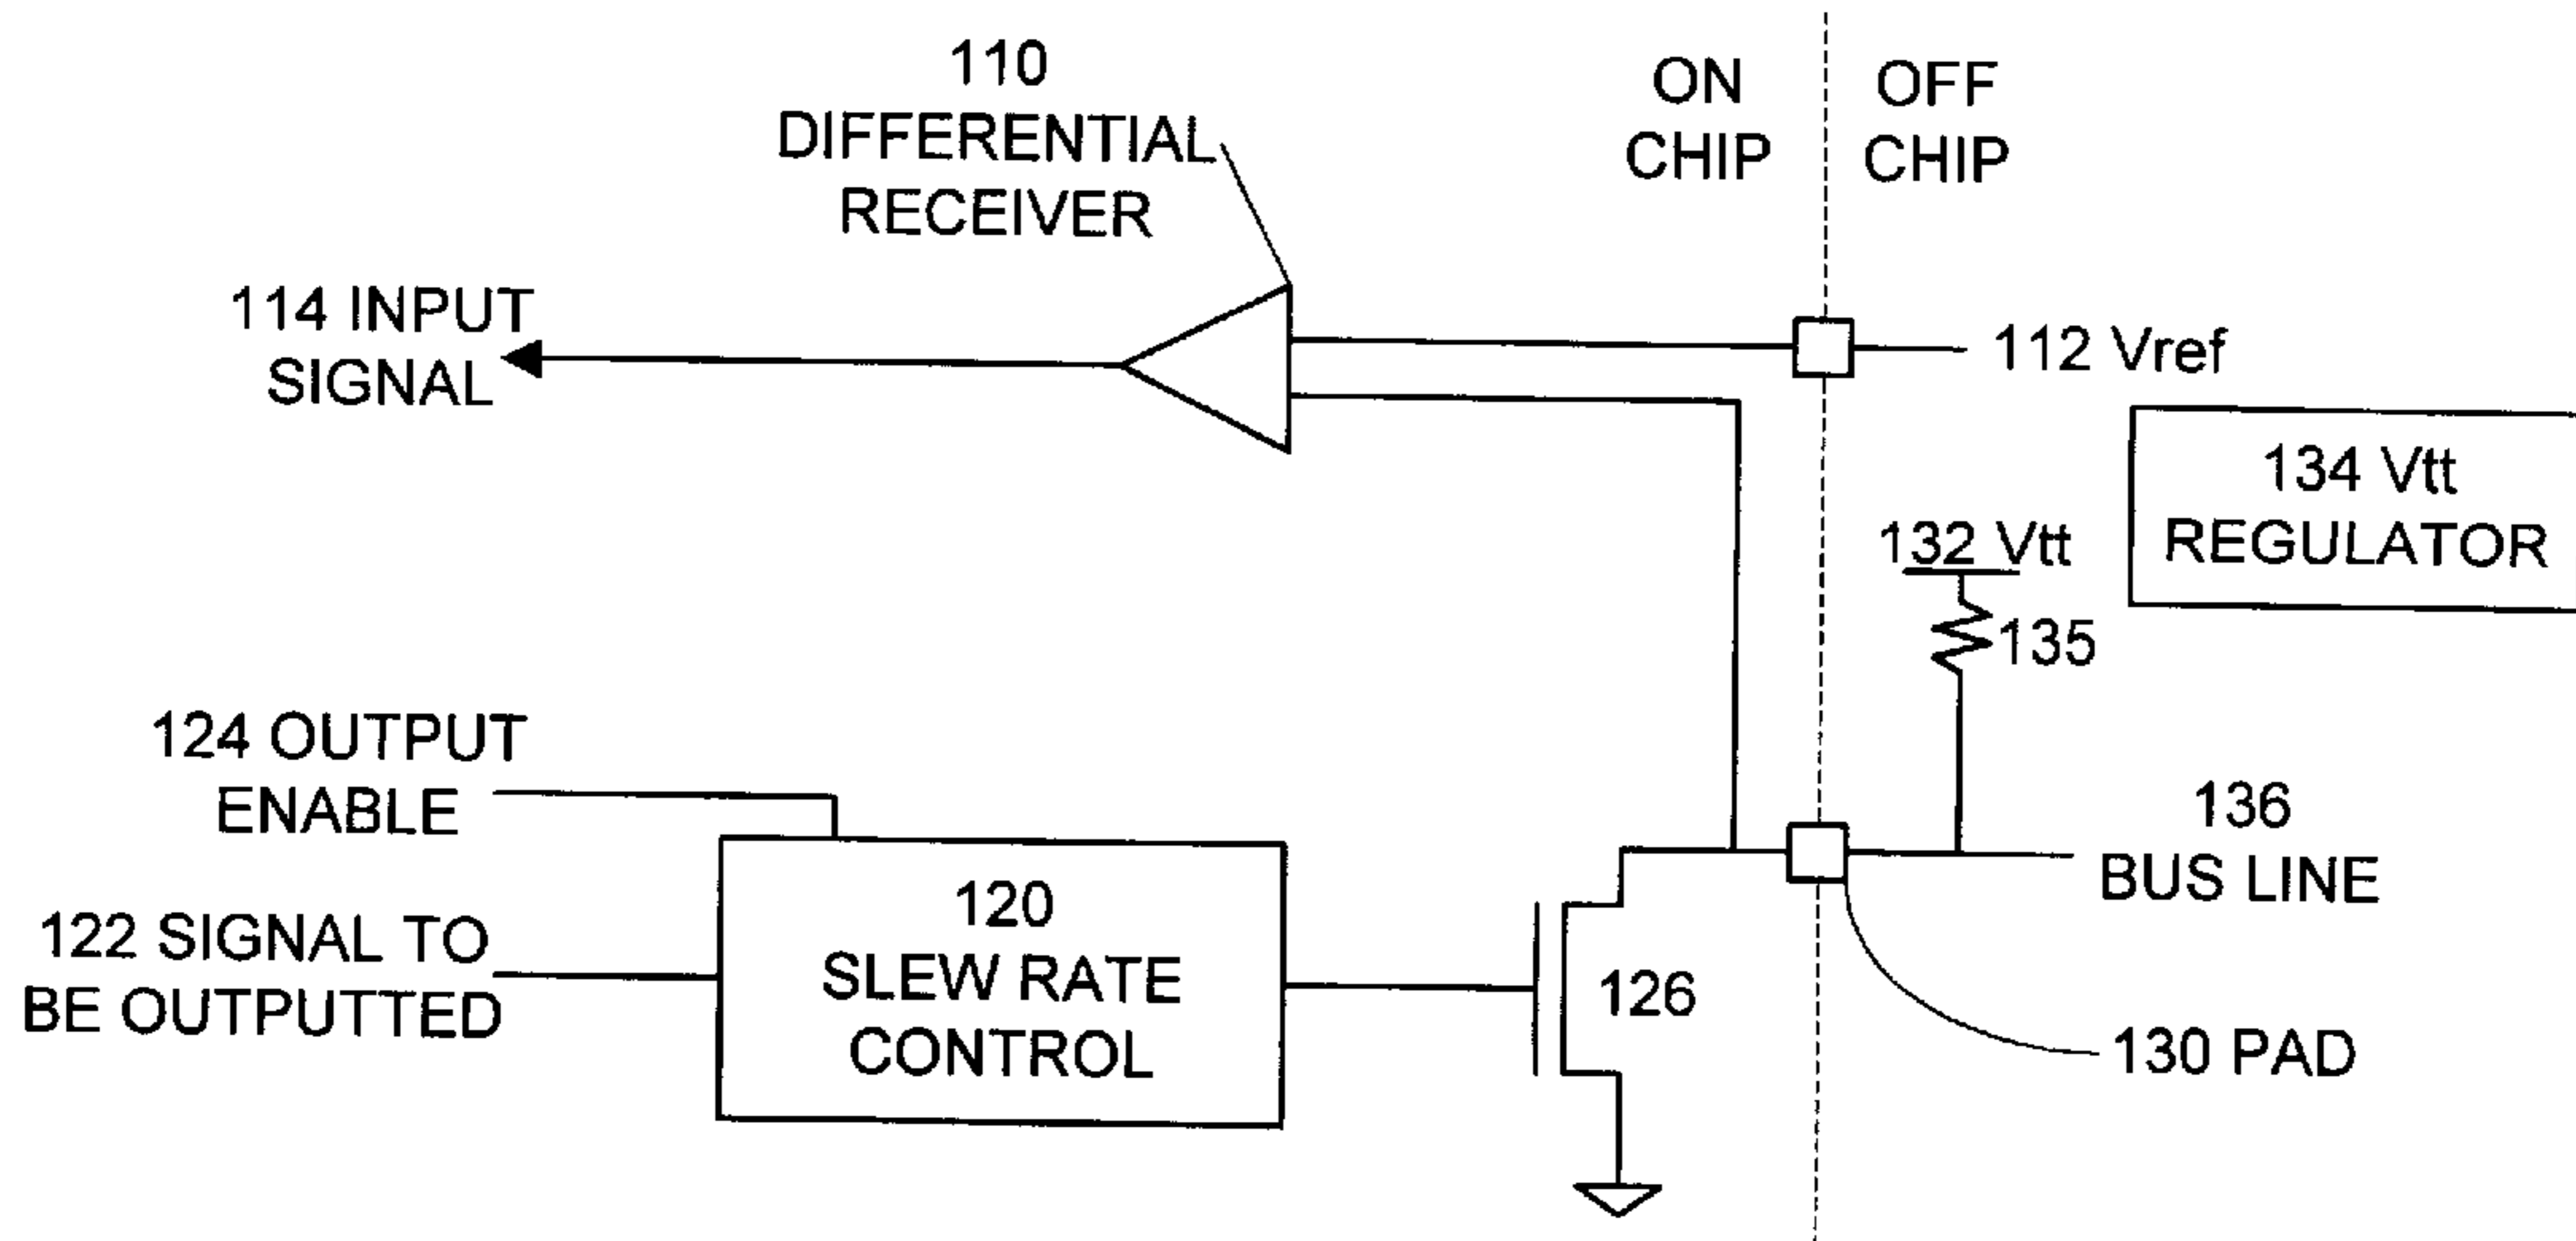 110
DIFFERENTIAL
RECEIVER
ON
CHIP
OFF
CHIP
114 INPUT
SIGNAL
112 Vref
134 Vtt
REGULATOR
132 Vtt
135
124 OUTPUT
ENABLE
136
BUS LINE
122 SIGNAL TO
BE OUTPUTTED
120
SLEW RATE
CONTROL
126
130 PAD